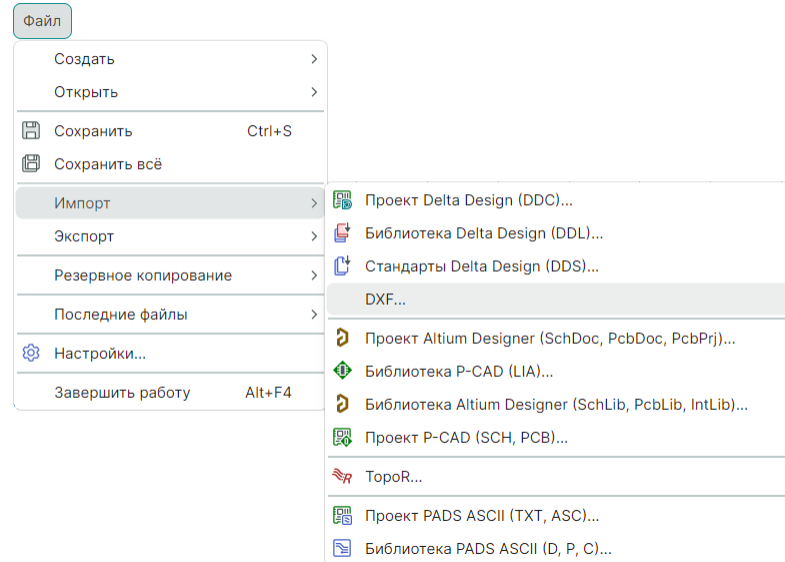 Файл
Создать
Открыть
Сохранить Ctrl+S
Сохранить всё
Импорт
Экспорт
Резервное копирование
Последние файлы
Настройки...
Завершить работу Alt+F4
Проект Delta Design (DDC)...
Библиотека Delta Design (DDL)...
Стандарты Delta Design (DDS)...
DXF...
Проект Altium Designer (SchDoc, PcbDoc, PcbPrj)...
Библиотека P-CAD (LIA)...
Библиотека Altium Designer (SchLib, PcbLib, IntLib)...
Проект P-CAD (SCH, PCB)...
TopoR...
Проект PADS ASCII (TXT, ASC)...
Библиотека PADS ASCII (D, P, C)...